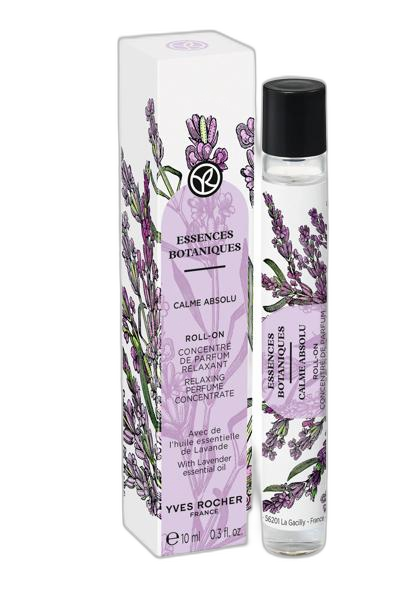 ESSENCES
BOTANIQUES
CALME ABSOLU
ROLL-ON
CONCENTRÉ
DE PARFUM
RELAXANT
RELAXING
PERFUME
CONCENTRATE
Avec de
l'huile essentielle
de Lavande
With Lavender
essential oil
YVES ROCHER
FRANCE
e 10 ml 0.3 fl. oz.
ESSENCES
BOTANIQUES
CALME ABSOLU
ROLL-ON
CONCENTRÉ DE PARFUM
56201 La Gacilly - France